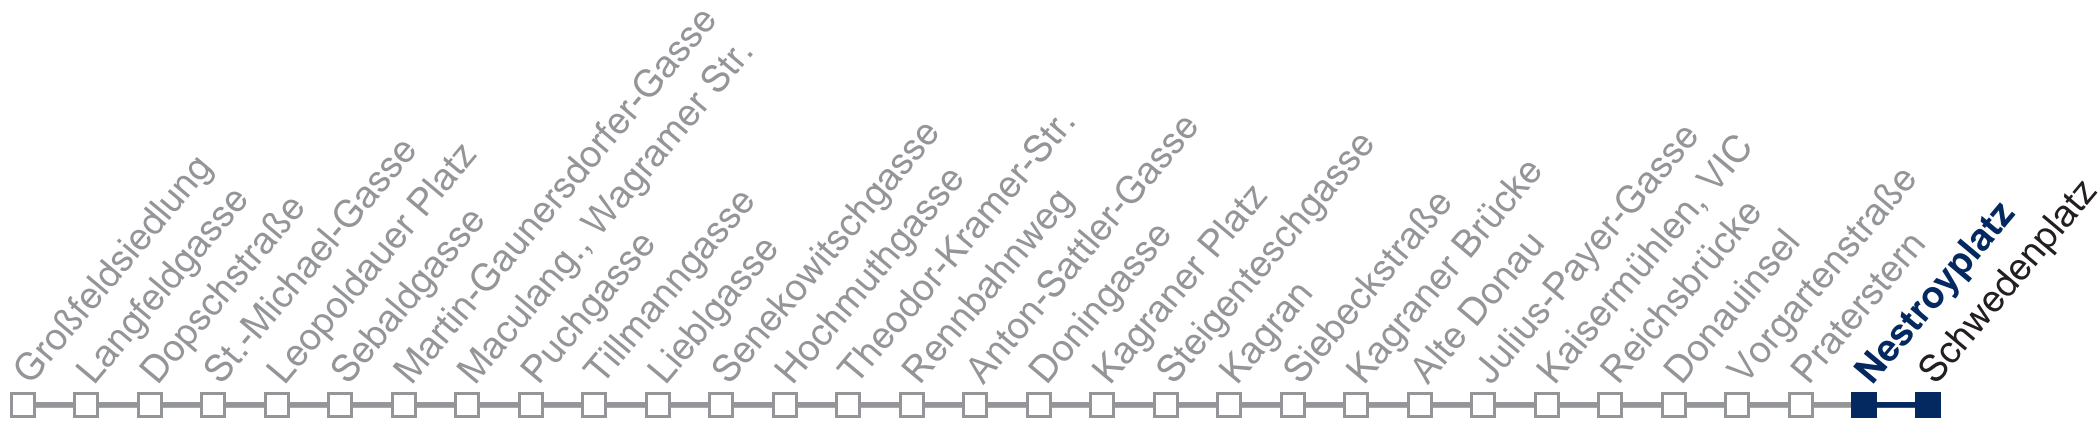 Großfeldsiedlung
Langfeldgasse
Dopschstraße
St.-Michael-Gasse
Leopoldauer Platz
Sebaldgasse
Martin-Gaunersdorfer-Gasse
Maculang., Wagramer Str.
Puchgasse
Tillmanngasse
Lieblgasse
Senekowitschgasse
Hochmuthgasse
Theodor-Kramer-Str.
Rennbahnweg
Anton-Sattler-Gasse
Doningasse
Kagraner Platz
Steigenteschgasse
Kagran
Siebeckstraße
Kagraner Brücke
Alte Donau
Julius-Payer-Gasse
Kaisermühlen, VIC
Reichsbrücke
Donauinsel
Vorgartenstraße
Praterstern
Nestroyplatz
Schwedenplatz